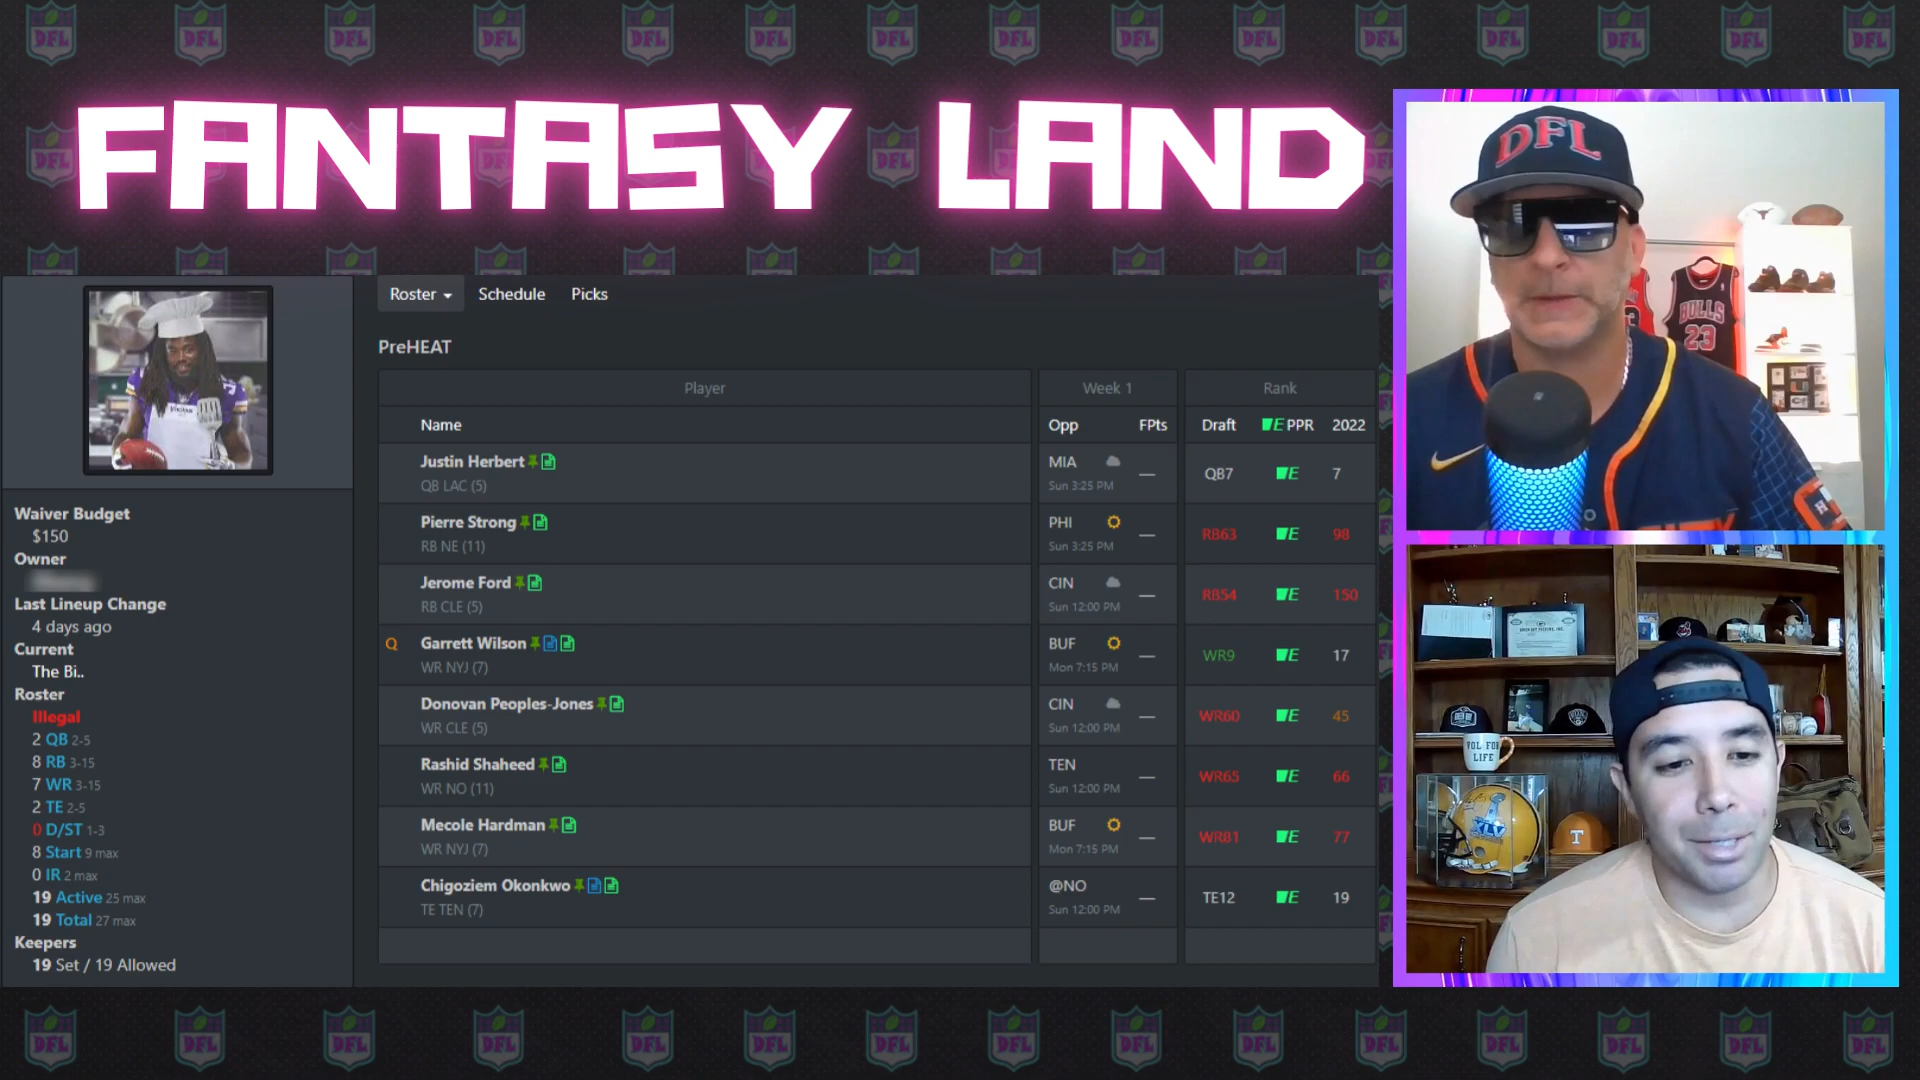 FANTASY LAND
DFL
BULLS
23
Roster Schedule Picks
PreHEAT
Player Week 1 Rank
Name Opp FPts Draft PPR 2022
Justin Herbert MIA — QB7 7
QB LAC (5) Sun 3:25 PM
Pierre Strong PHI — RB63 98
RB NE (11) Sun 3:25 PM
Jerome Ford CIN — RB54 150
RB CLE (5) Sun 12:00 PM
Q Garrett Wilson BUF — WR9 17
WR NYJ (7) Mon 7:15 PM
Donovan Peoples-Jones CIN — WR60 45
WR CLE (5) Sun 12:00 PM
Rashid Shaheed TEN — WR65 66
WR NO (11) Sun 12:00 PM
Mecole Hardman BUF — WR81 77
WR NYJ (7) Mon 7:15 PM
Chigoziem Okonkwo @NO — TE12 19
TE TEN (7) Sun 12:00 PM
Waiver Budget
$150
Owner
Last Lineup Change
4 days ago
Current
The Bi..
Roster
Illegal
2 QB 2-5
8 RB 3-15
7 WR 3-15
2 TE 2-5
0 D/ST 1-3
8 Start 9 max
0 IR 2 max
19 Active 25 max
19 Total 27 max
Keepers
19 Set / 19 Allowed
VOL FOR
LIFE
XLV
T